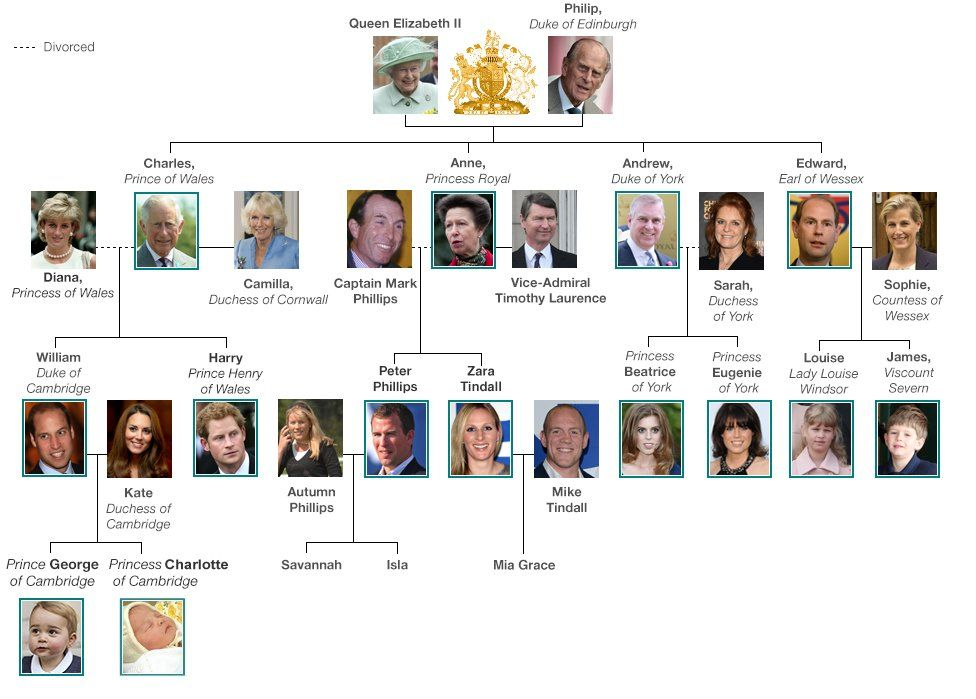 Queen Elizabeth II
Philip,
Duke of Edinburgh
Divorced
Charles,
Prince of Wales
Anne,
Princess Royal
Andrew,
Duke of York
Edward,
Earl of Wessex
Diana,
Princess of Wales
Camilla,
Duchess of Cornwall
Captain Mark
Phillips
Vice-Admiral
Timothy Laurence
Sarah,
Duchess
of York
Sophie,
Countess of
Wessex
William
Duke of
Cambridge
Harry
Prince Henry
of Wales
Peter
Phillips
Zara
Tindall
Princess
Beatrice
of York
Princess
Eugenie
of York
Louise
Lady Louise
Windsor
James,
Viscount
Severn
Kate
Duchess of
Cambridge
Autumn
Phillips
Mike
Tindall
Prince George
of Cambridge
Princess Charlotte
of Cambridge
Savannah
Isla
Mia Grace